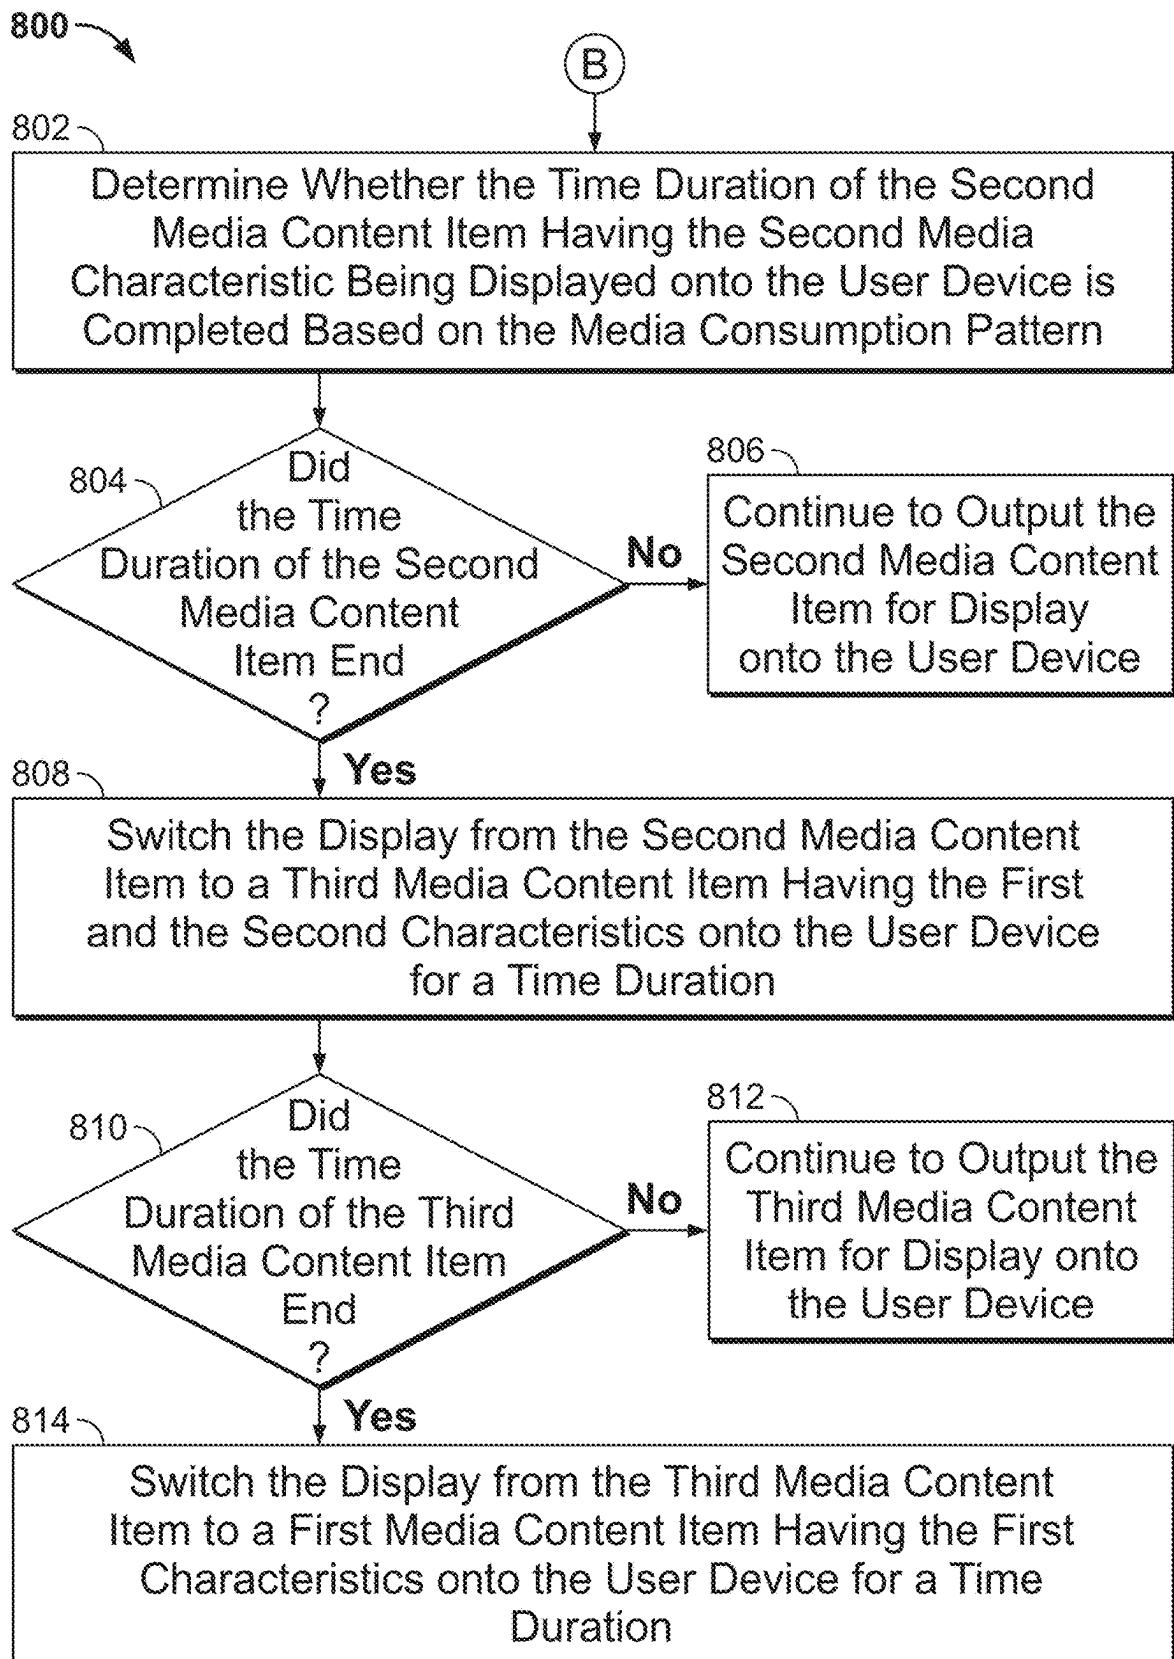 800
B
802
Determine Whether the Time Duration of the Second
Media Content Item Having the Second Media
Characteristic Being Displayed onto the User Device is
Completed Based on the Media Consumption Pattern
804
Did
the Time
Duration of the Second
Media Content
Item End
?
No
806
Continue to Output the
Second Media Content
Item for Display
onto the User Device
Yes
808
Switch the Display from the Second Media Content
Item to a Third Media Content Item Having the First
and the Second Characteristics onto the User Device
for a Time Duration
810
Did
the Time
Duration of the Third
Media Content Item
End
?
No
812
Continue to Output the
Third Media Content
Item for Display onto
the User Device
Yes
814
Switch the Display from the Third Media Content
Item to a First Media Content Item Having the First
Characteristics onto the User Device for a Time
Duration